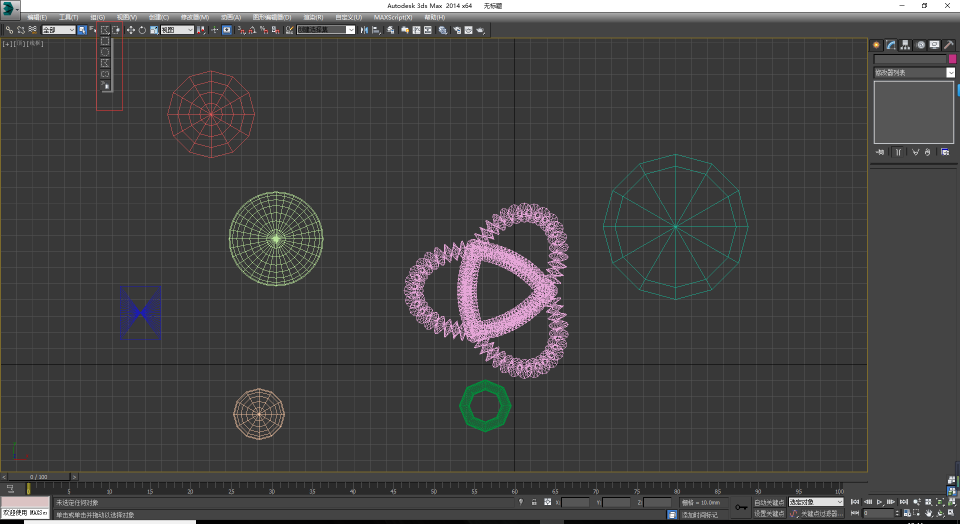 Autodesk 3ds Max 2014 x64 无标题
编辑(E) 工具(T) 组(G) 视图(V) 创建(C) 修改器(M) 动画(A) 图形编辑器(D) 渲染(R) 自定义(U) MAXScript(X) 帮助(H)
全部 视图
[+][顶][线框]
修改器列表
0 / 100
0 5 10 15 20 25 30 35 40 45 50 55 60 65 70 75 80 85 90 95 100
未选定任何对象 X: Y: Z: 栅格 = 10.0mm 自动关键点 选定对象
欢迎使用 MAXScr 单击或单击并拖动以选择对象 添加时间标记 设置关键点 关键点过滤器... 0